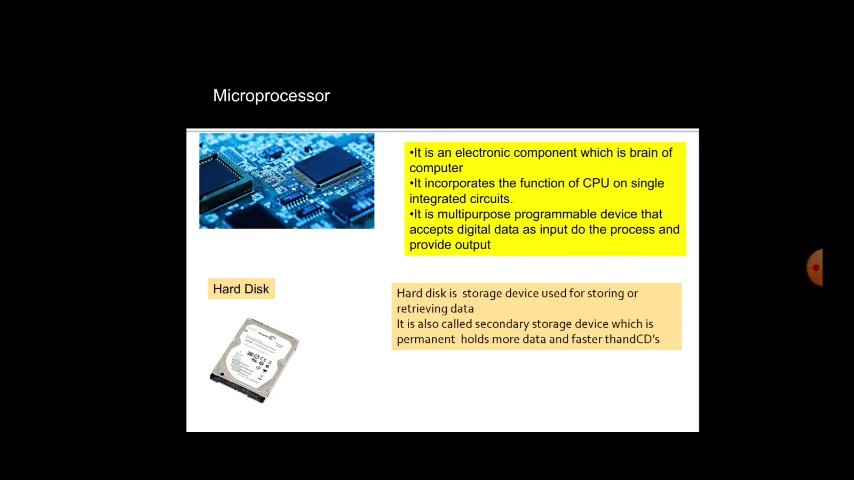 Microprocessor
•It is an electronic component which is brain of
computer
•It incorporates the function of CPU on single
integrated circuits.
•It is multipurpose programmable device that
accepts digital data as input do the process and
provide output
Hard Disk
Hard disk is storage device used for storing or
retrieving data
It is also called secondary storage device which is
permanent holds more data and faster thandCD's